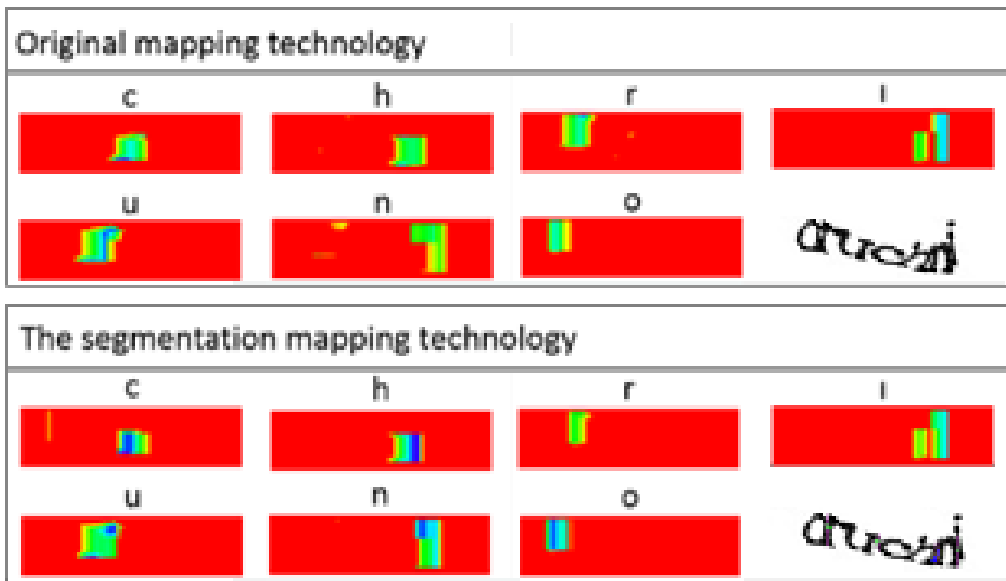 Original mapping technology
c h r ı
u n o
The segmentation mapping technology
c h r ı
u n o